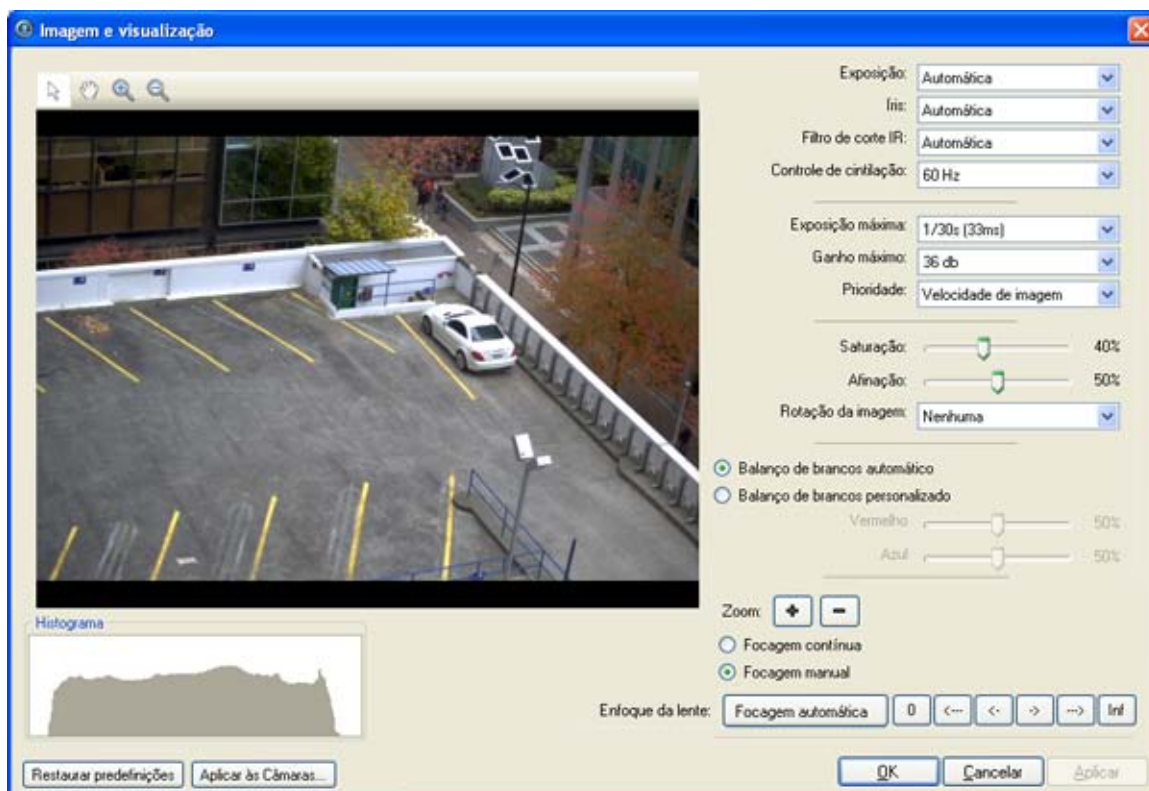 Imagem e visualização
Exposição: Automática
Íris: Automática
Filtro de corte IR: Automática
Controle de cintilação: 60 Hz
Exposição máxima: 1/30s (33ms)
Ganho máximo: 36 db
Prioridade: Velocidade de imagem
Saturação: 40%
Afinação: 50%
Rotação da imagem: Nenhuma
Balanço de brancos automático
Balanço de brancos personalizado
Vermelho 50%
Azul 50%
Zoom: + -
Histograma
Focagem contínua
Focagem manual
Enfoque da lente: Focagem automática 0 <--- <- -> ---> Inf
Restaurar predefinições Aplicar às Câmaras... OK Cancelar Aplicar